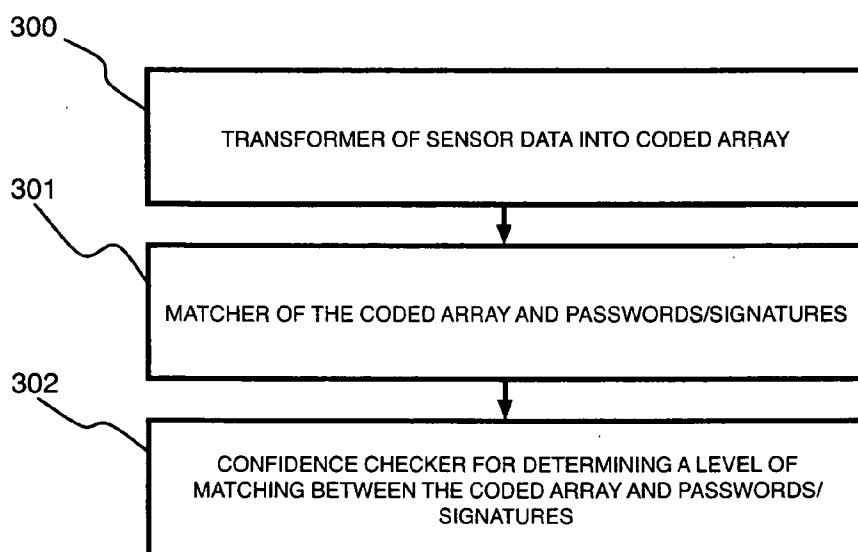 300
TRANSFORMER OF SENSOR DATA INTO CODED ARRAY
301
MATCHER OF THE CODED ARRAY AND PASSWORDS/SIGNATURES
302
CONFIDENCE CHECKER FOR DETERMINING A LEVEL OF
MATCHING BETWEEN THE CODED ARRAY AND PASSWORDS/
SIGNATURES